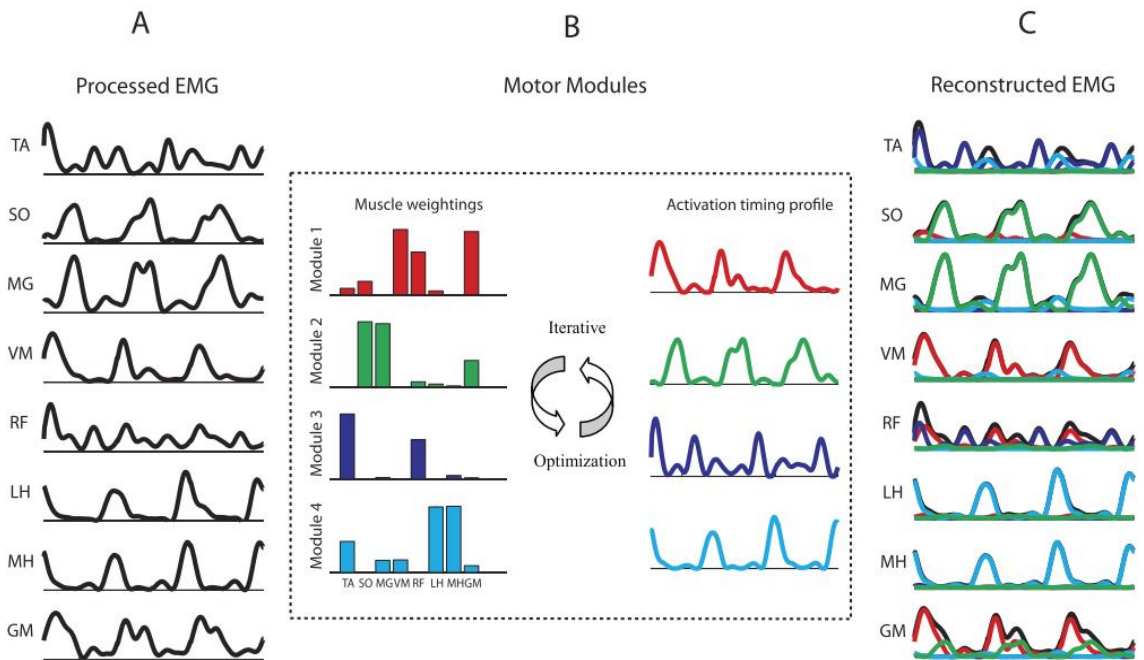 A
B
C
Processed EMG
Motor Modules
Reconstructed EMG
TA
SO
MG
VM
RF
LH
MH
GM
Muscle weightings
Activation timing profile
Module 1
Module 2
Module 3
Module 4
TA SO MG VM RF LH MH GM
Iterative
Optimization
TA
SO
MG
VM
RF
LH
MH
GM